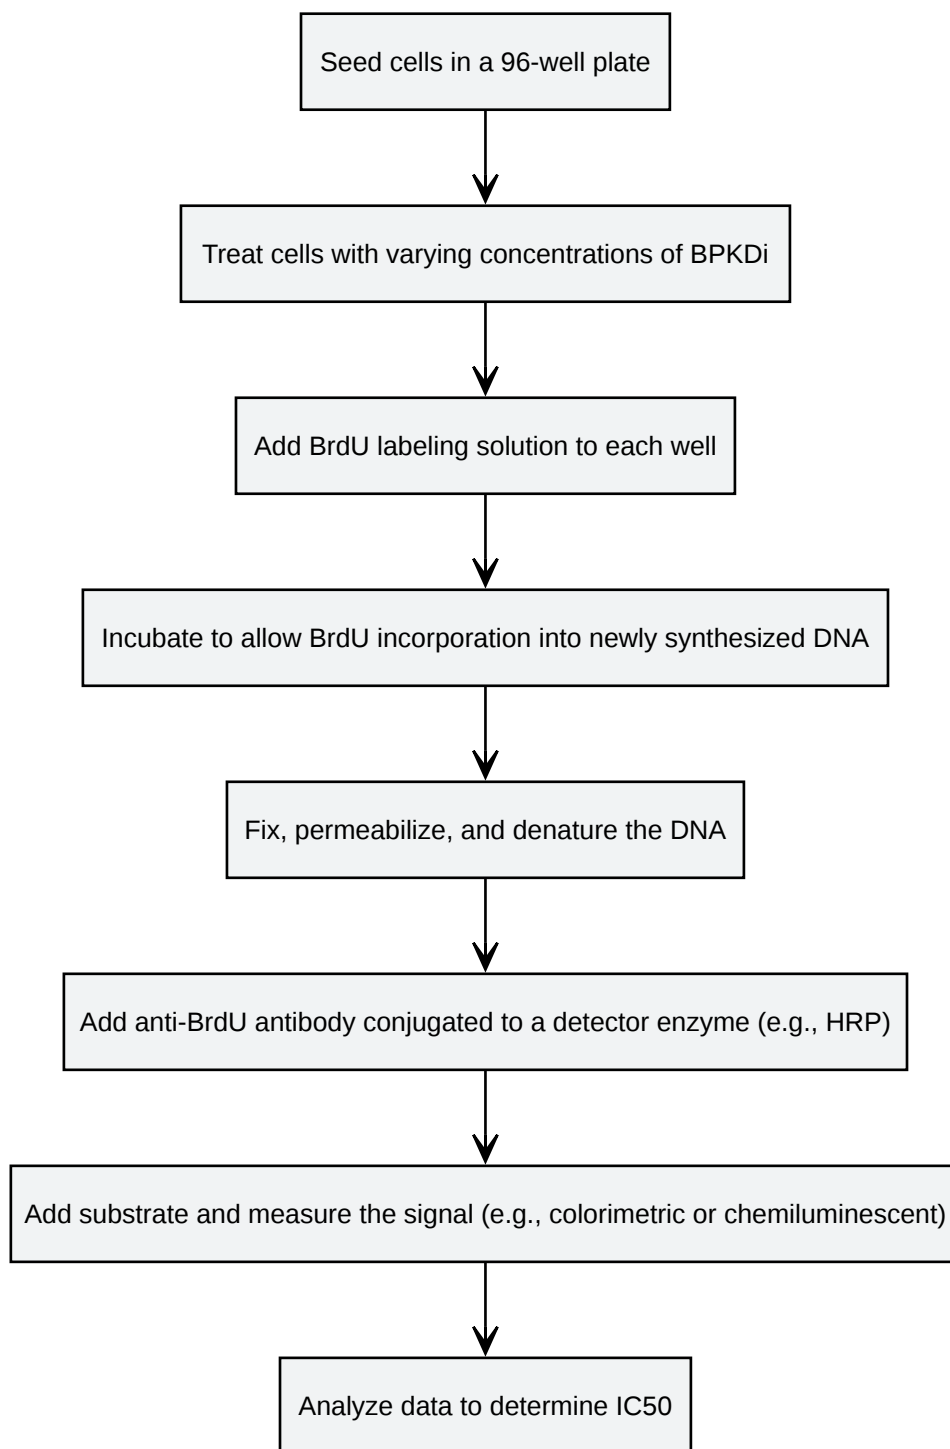 Seed cells in a 96-well plate
Treat cells with varying concentrations of BPKDi
Add BrdU labeling solution to each well
Incubate to allow BrdU incorporation into newly synthesized DNA
Fix, permeabilize, and denature the DNA
Add anti-BrdU antibody conjugated to a detector enzyme (e.g., HRP)
Add substrate and measure the signal (e.g., colorimetric or chemiluminescent)
Analyze data to determine IC50